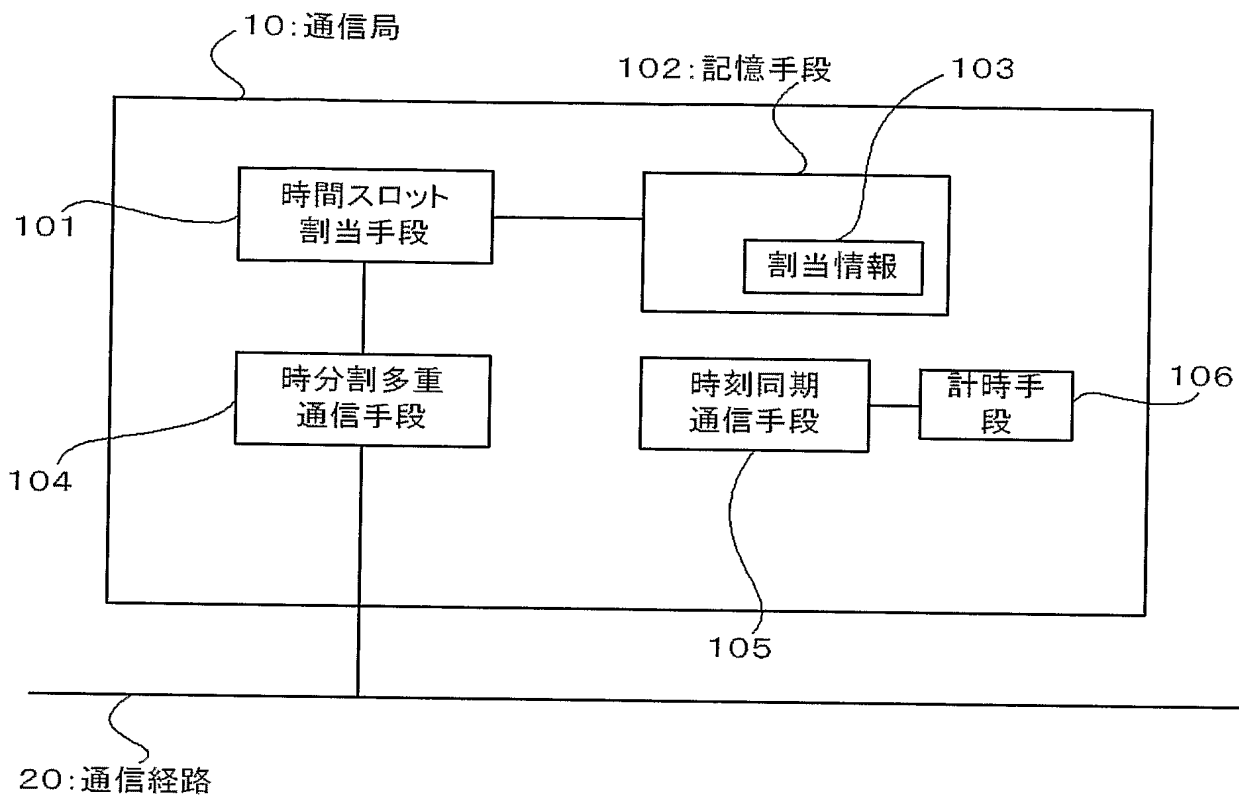 10:通信局
102:記憶手段
103
時間スロット
割当手段
101
割当情報
時分割多重
通信手段
時刻同期
通信手段
計時手
段
106
104
105
20:通信経路